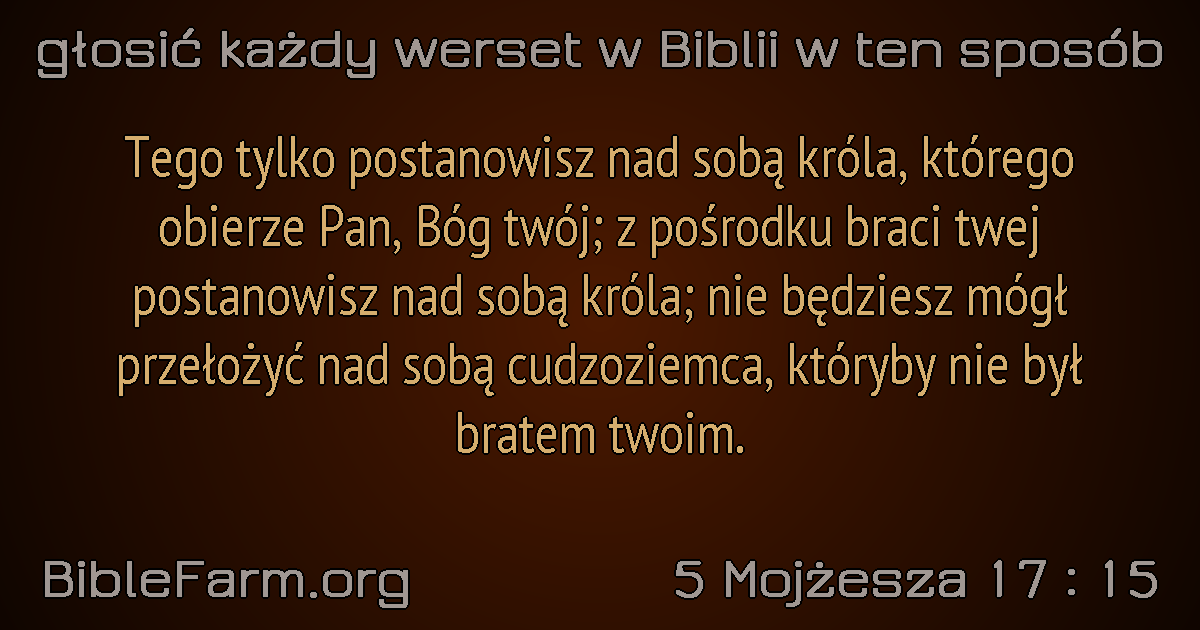 głosić każdy werset w Biblii w ten sposób
Tego tylko postanowisz nad sobą króla, którego
obierze Pan, Bóg twój; z pośrodku braci twej
postanowisz nad sobą króla; nie będziesz mógł
przełożyć nad sobą cudzoziemca, któryby nie był
bratem twoim.
BibleFarm.org
5 Mojżesza 17 : 15